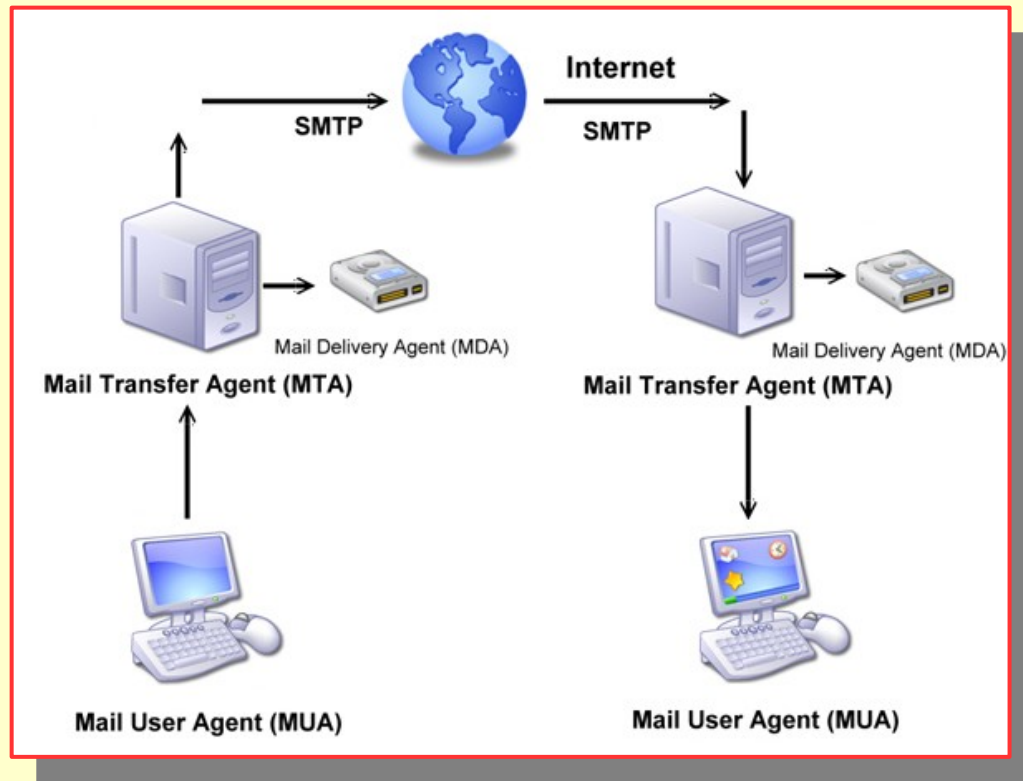 Internet
SMTP
SMTP
Mail Delivery Agent (MDA)
Mail Delivery Agent (MDA)
Mail Transfer Agent (MTA)
Mail Transfer Agent (MTA)
Mail User Agent (MUA)
Mail User Agent (MUA)